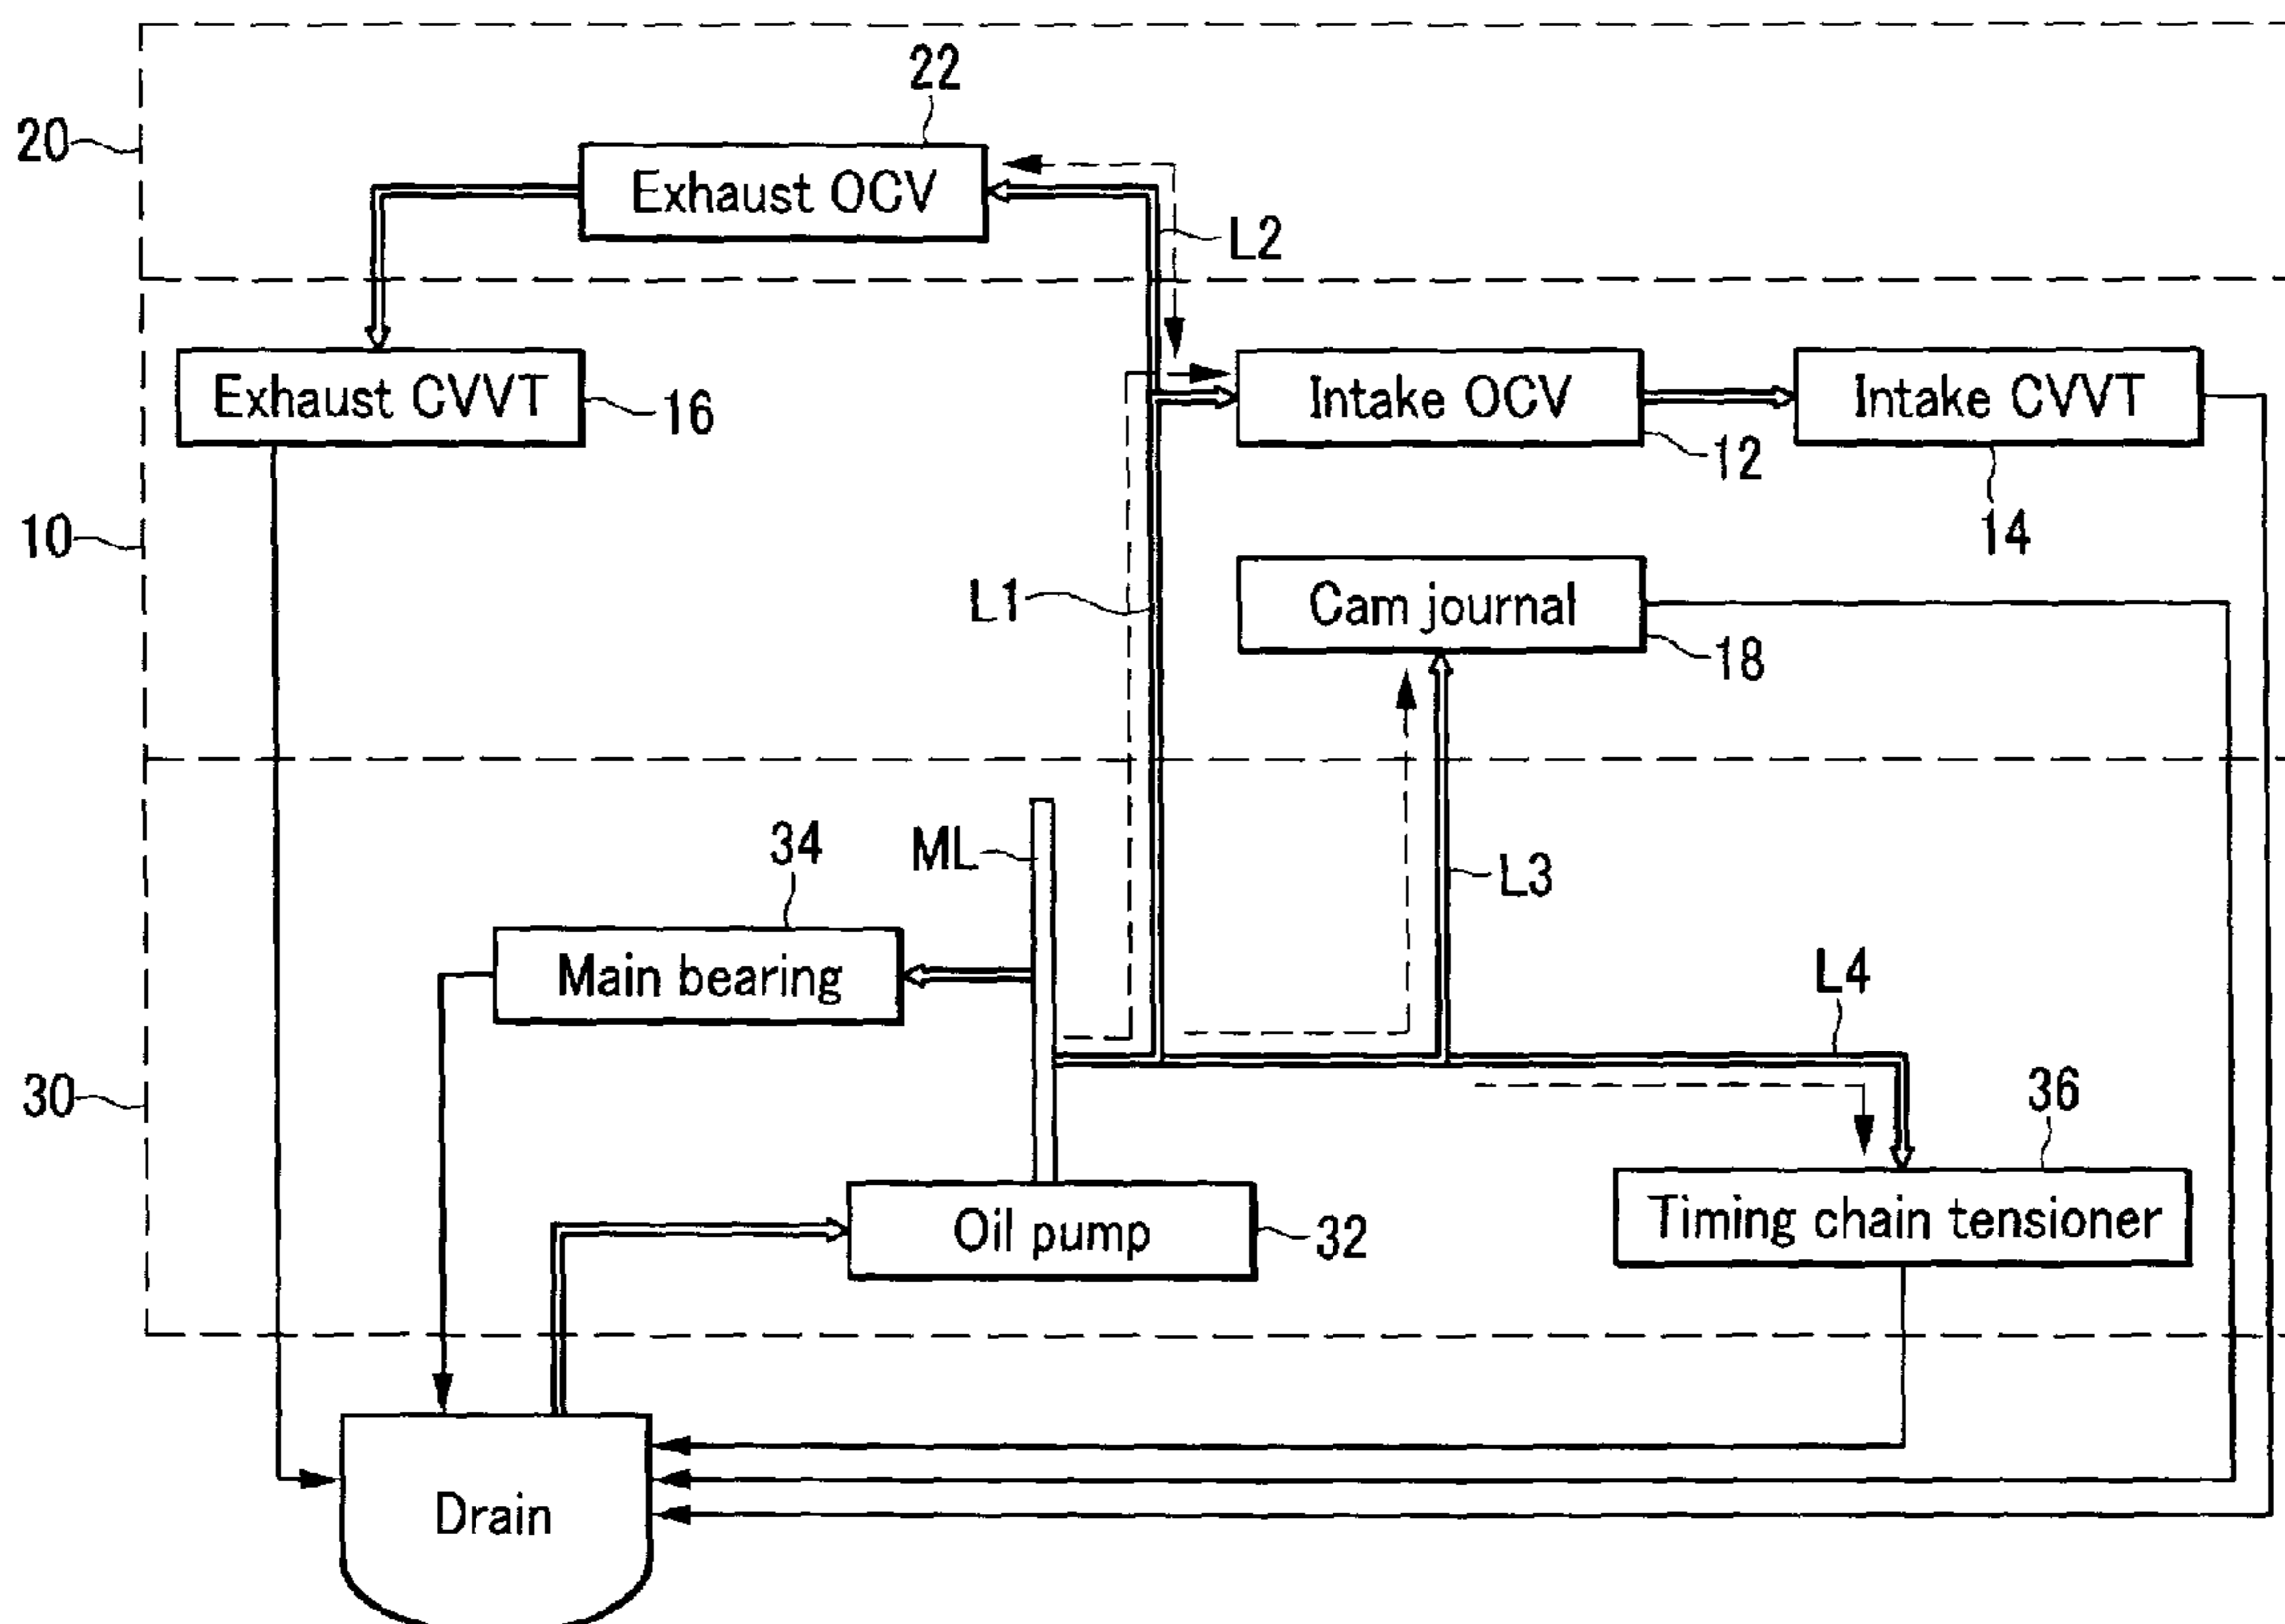 22
20
Exhaust OCV
L2
Exhaust CVVT
16
Intake OCV
12
Intake CVVT
14
10
L1
Cam journal
18
34
ML
L3
Main bearing
L4
30
36
Oil pump
32
Timing chain tensioner
Drain